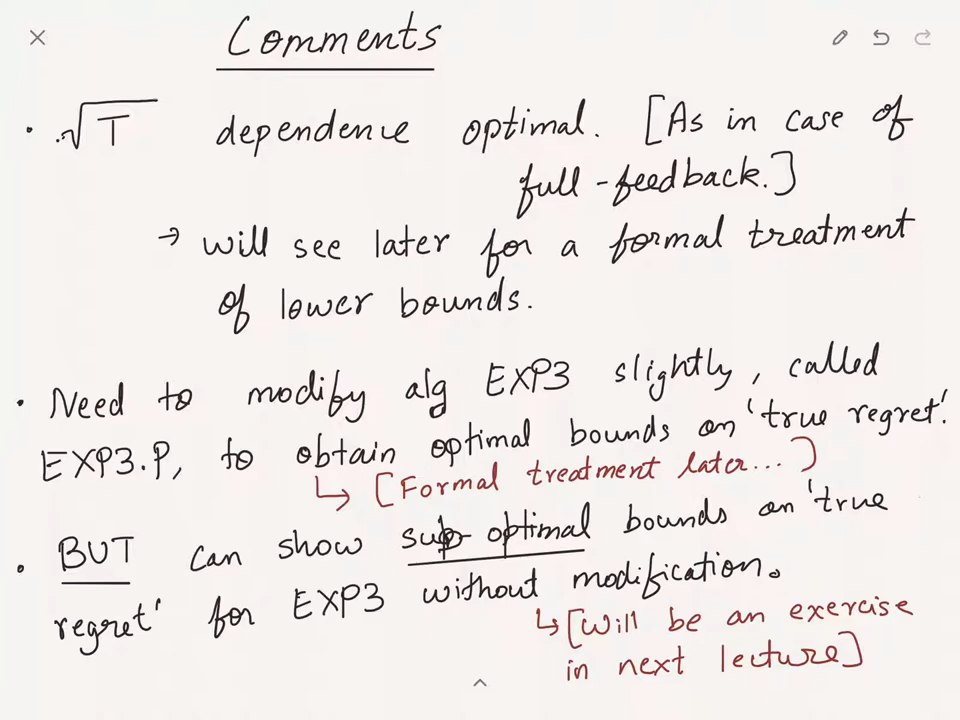 Comments
· √T dependence optimal. [As in case of
full-feedback.]
→ will see later for a formal treatment
of lower bounds.
· Need to modify alg EXP3 slightly, called
EXP3.P, to obtain optimal bounds on 'true regret'.
↳ [Formal treatment later...]
· BUT can show sub-optimal bounds on 'true
regret' for EXP3 without modification.
↳ [Will be an exercise
in next lecture]